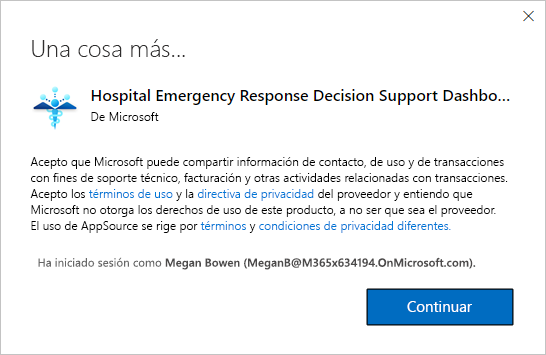 Una cosa más...
Hospital Emergency Response Decision Support Dashbo...
De Microsoft
Acepto que Microsoft puede compartir información de contacto, de uso y de transacciones
con fines de soporte técnico, facturación y otras actividades relacionadas con transacciones.
Acepto los términos de uso y la directiva de privacidad del proveedor y entiendo que
Microsoft no otorga los derechos de uso de este producto, a no ser que sea el proveedor.
El uso de AppSource se rige por términos y condiciones de privacidad diferentes.
Ha iniciado sesión como Megan Bowen (MeganB@M365x634194.OnMicrosoft.com).
Continuar